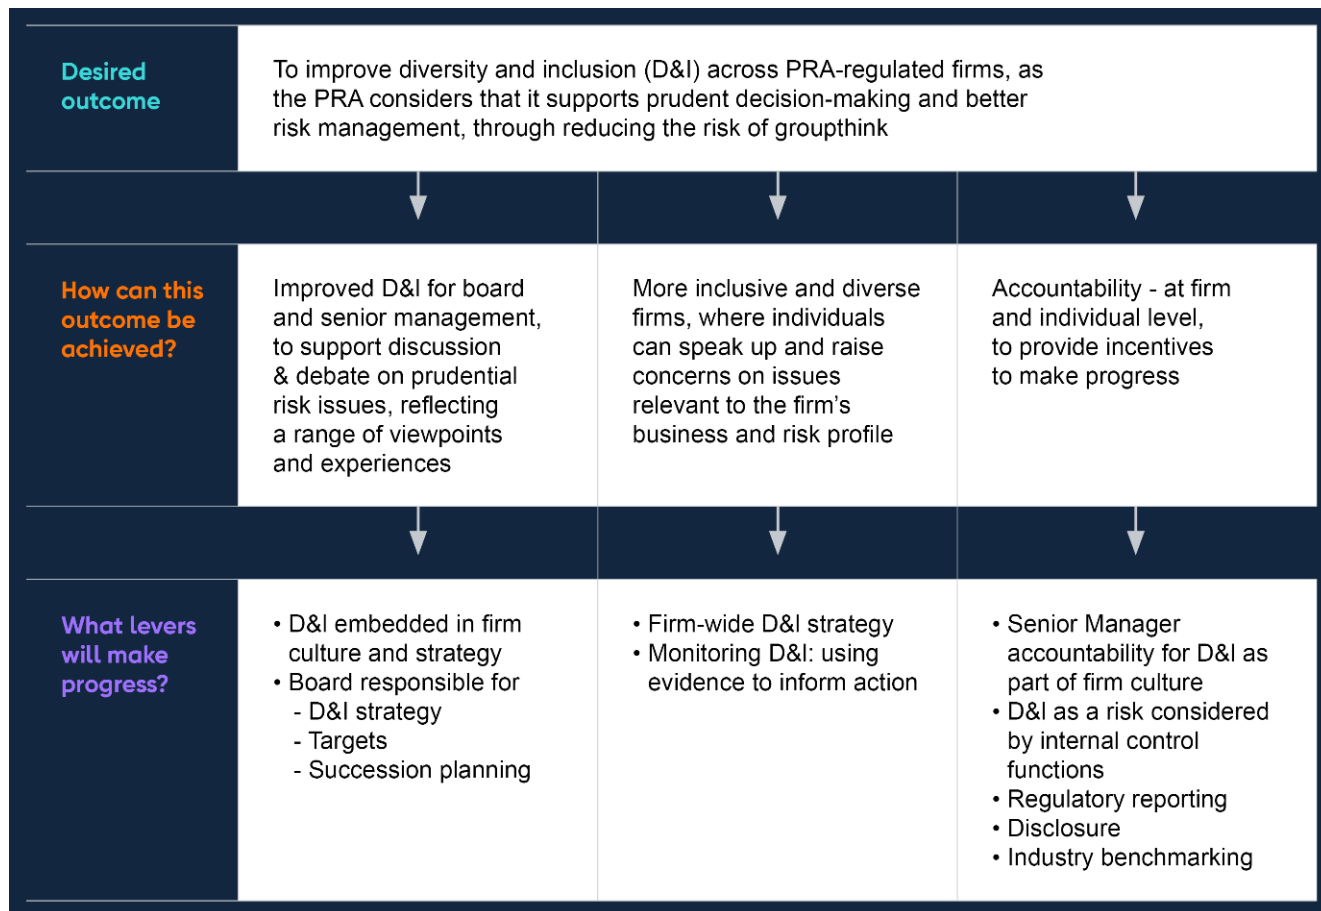 Desired
outcome
To improve diversity and inclusion (D&I) across PRA-regulated firms, as
the PRA considers that it supports prudent decision-making and better
risk management, through reducing the risk of groupthink
How can this
outcome be
achieved?
Improved D&I for board
and senior management,
to support discussion
& debate on prudential
risk issues, reflecting
a range of viewpoints
and experiences
More inclusive and diverse
firms, where individuals
can speak up and raise
concerns on issues
relevant to the firm’s
business and risk profile
Accountability - at firm
and individual level,
to provide incentives
to make progress
What levers
will make
progress?
• D&I embedded in firm
culture and strategy
• Board responsible for
- D&I strategy
- Targets
- Succession planning
• Firm-wide D&I strategy
• Monitoring D&I: using
evidence to inform action
• Senior Manager
accountability for D&I as
part of firm culture
• D&I as a risk considered
by internal control
functions
• Regulatory reporting
• Disclosure
• Industry benchmarking